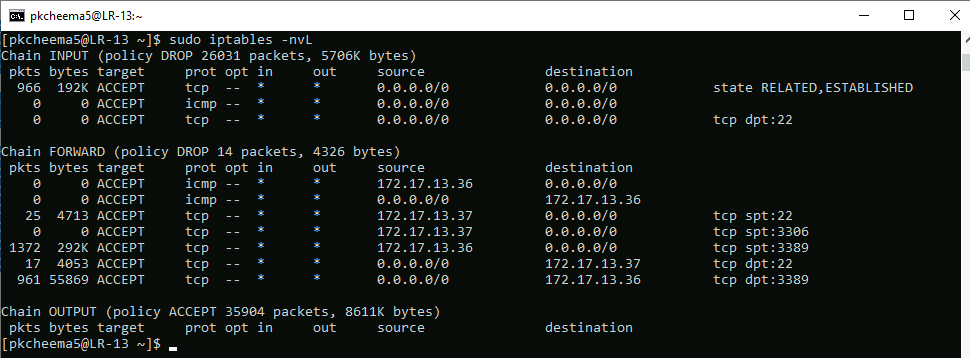 pkcheema5@LR-13:~
[pkcheema5@LR-13 ~]$ sudo iptables -nvL
Chain INPUT (policy DROP 26031 packets, 5706K bytes)
 pkts bytes target     prot opt in     out     source               destination
  966  192K ACCEPT     tcp  --  *      *       0.0.0.0/0            0.0.0.0/0            state RELATED,ESTABLISHED
    0     0 ACCEPT     icmp --  *      *       0.0.0.0/0            0.0.0.0/0
    0     0 ACCEPT     tcp  --  *      *       0.0.0.0/0            0.0.0.0/0            tcp dpt:22
Chain FORWARD (policy DROP 14 packets, 4326 bytes)
 pkts bytes target     prot opt in     out     source               destination
    0     0 ACCEPT     icmp --  *      *       172.17.13.36         0.0.0.0/0
    0     0 ACCEPT     icmp --  *      *       0.0.0.0/0            172.17.13.36
   25  4713 ACCEPT     tcp  --  *      *       172.17.13.37         0.0.0.0/0            tcp spt:22
    0     0 ACCEPT     tcp  --  *      *       172.17.13.37         0.0.0.0/0            tcp spt:3306
 1372  292K ACCEPT     tcp  --  *      *       172.17.13.36         0.0.0.0/0            tcp spt:3389
   17  4053 ACCEPT     tcp  --  *      *       0.0.0.0/0            172.17.13.37         tcp dpt:22
  961 55869 ACCEPT     tcp  --  *      *       0.0.0.0/0            172.17.13.36         tcp dpt:3389
Chain OUTPUT (policy ACCEPT 35904 packets, 8611K bytes)
 pkts bytes target     prot opt in     out     source               destination
[pkcheema5@LR-13 ~]$